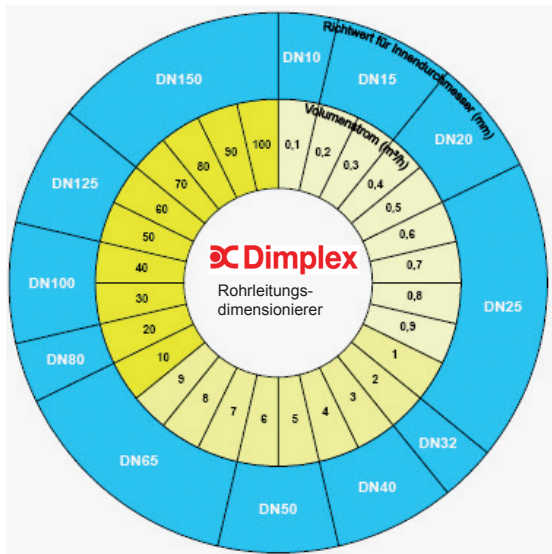 Richtwert für Innendurchmesser (mm)
DN10
DN15
DN20
DN25
DN32
DN40
DN50
DN65
DN80
DN100
DN125
DN150
Volumenstrom (m³/h)
0,1
0,2
0,3
0,4
0,5
0,6
0,7
0,8
0,9
1
2
3
4
5
6
7
8
9
10
20
30
40
50
60
70
80
90
100
Dimplex
Rohrleitungs-
dimensionierer